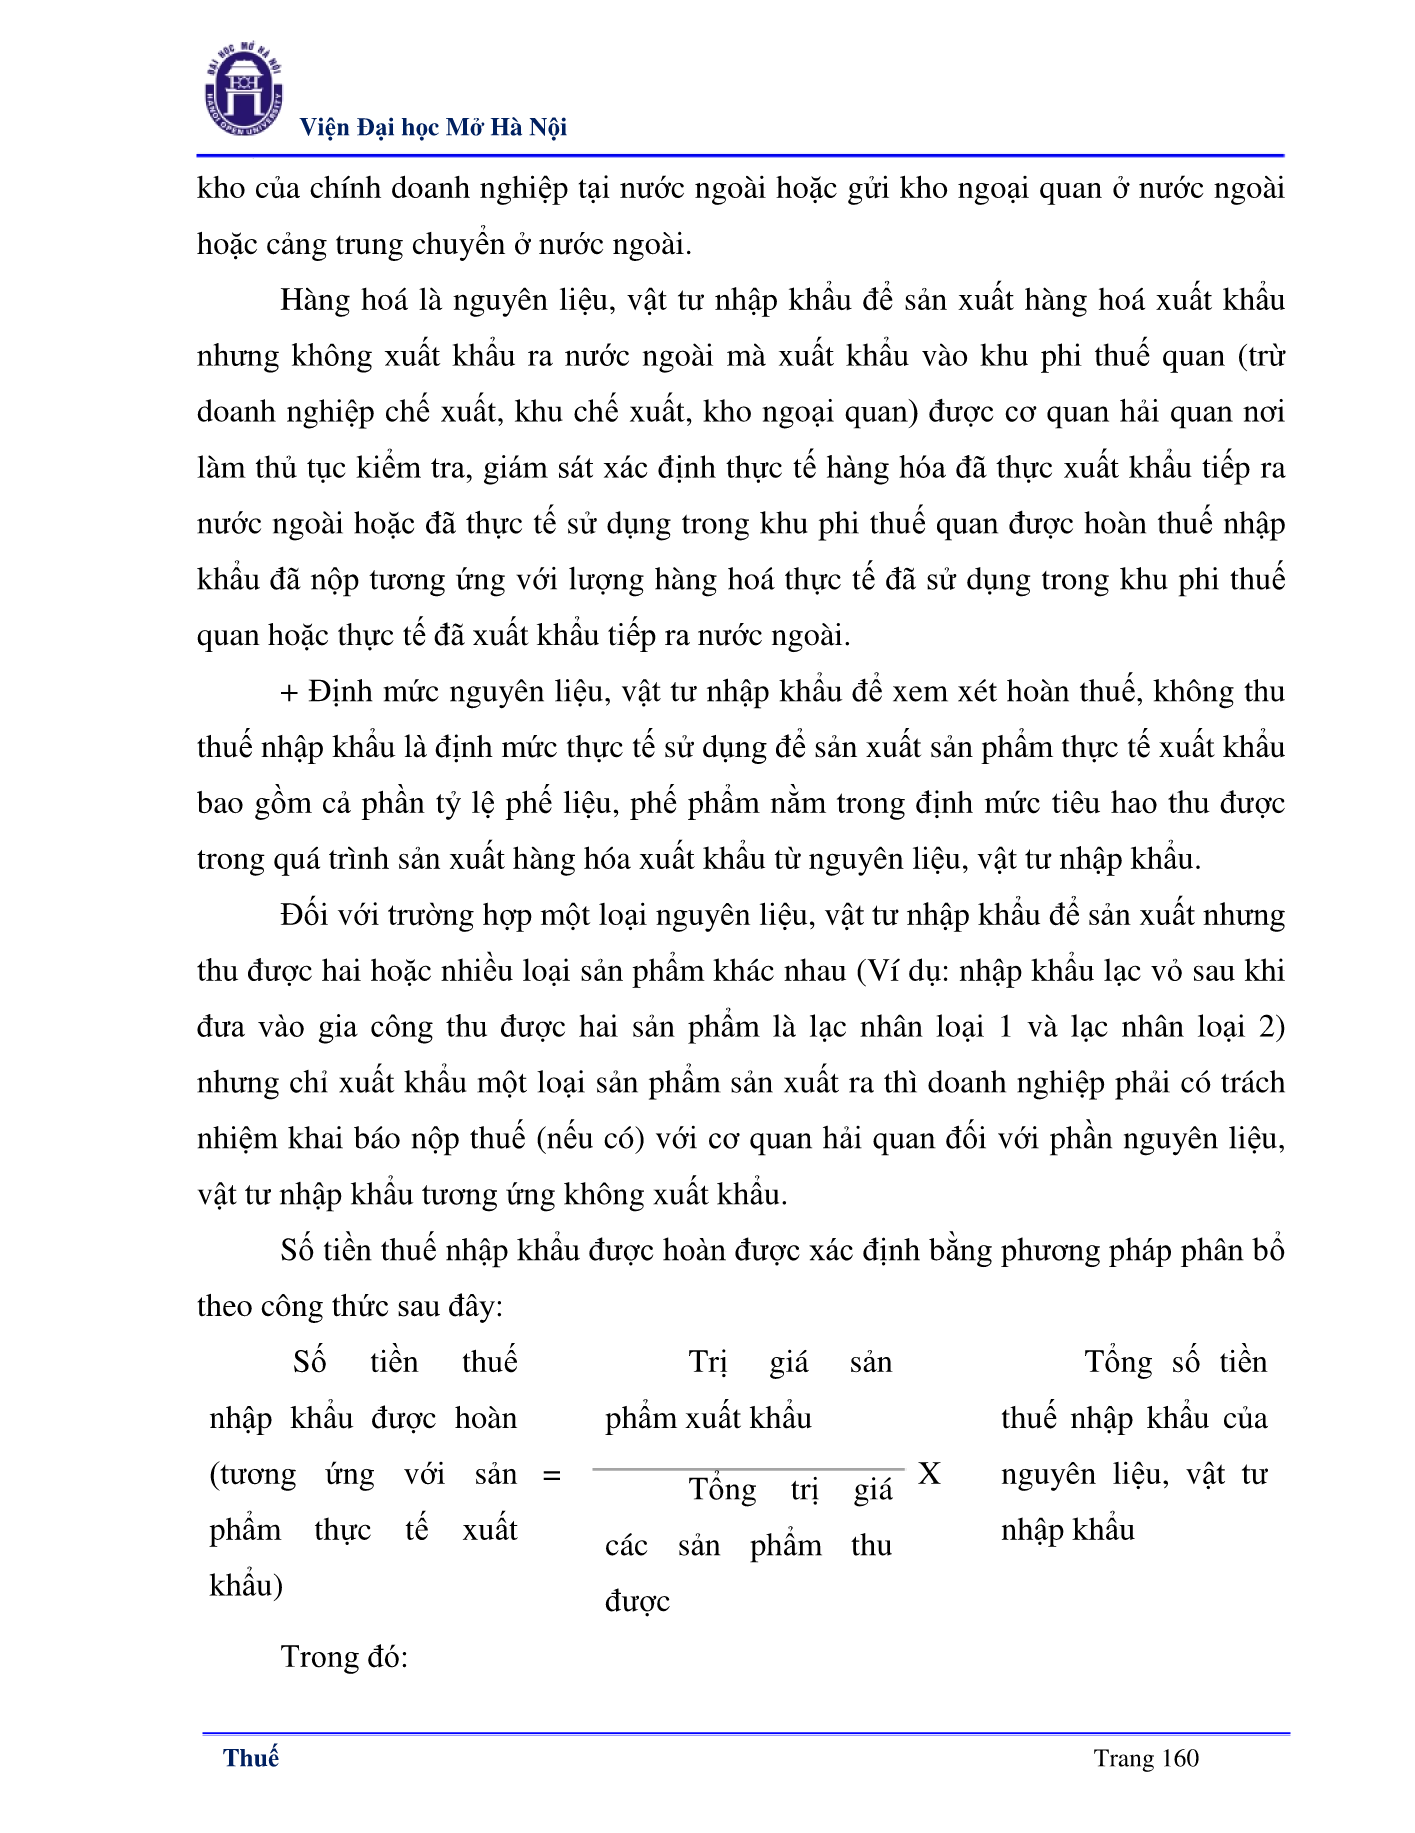 ĐẠI HỌC MỞ HÀ NỘI
HANOI OPEN UNIVERSITY
Viện Đại học Mở Hà Nội
kho của chính doanh nghiệp tại nước ngoài hoặc gửi kho ngoại quan ở nước ngoài
hoặc cảng trung chuyển ở nước ngoài.
Hàng hoá là nguyên liệu, vật tư nhập khẩu để sản xuất hàng hoá xuất khẩu
nhưng không xuất khẩu ra nước ngoài mà xuất khẩu vào khu phi thuế quan (trừ
doanh nghiệp chế xuất, khu chế xuất, kho ngoại quan) được cơ quan hải quan nơi
làm thủ tục kiểm tra, giám sát xác định thực tế hàng hóa đã thực xuất khẩu tiếp ra
nước ngoài hoặc đã thực tế sử dụng trong khu phi thuế quan được hoàn thuế nhập
khẩu đã nộp tương ứng với lượng hàng hoá thực tế đã sử dụng trong khu phi thuế
quan hoặc thực tế đã xuất khẩu tiếp ra nước ngoài.
+ Định mức nguyên liệu, vật tư nhập khẩu để xem xét hoàn thuế, không thu
thuế nhập khẩu là định mức thực tế sử dụng để sản xuất sản phẩm thực tế xuất khẩu
bao gồm cả phần tỷ lệ phế liệu, phế phẩm nằm trong định mức tiêu hao thu được
trong quá trình sản xuất hàng hóa xuất khẩu từ nguyên liệu, vật tư nhập khẩu.
Đối với trường hợp một loại nguyên liệu, vật tư nhập khẩu để sản xuất nhưng
thu được hai hoặc nhiều loại sản phẩm khác nhau (Ví dụ: nhập khẩu lạc vỏ sau khi
đưa vào gia công thu được hai sản phẩm là lạc nhân loại 1 và lạc nhân loại 2)
nhưng chỉ xuất khẩu một loại sản phẩm sản xuất ra thì doanh nghiệp phải có trách
nhiệm khai báo nộp thuế (nếu có) với cơ quan hải quan đối với phần nguyên liệu,
vật tư nhập khẩu tương ứng không xuất khẩu.
Số tiền thuế nhập khẩu được hoàn được xác định bằng phương pháp phân bổ
theo công thức sau đây:
Số tiền thuế
nhập khẩu được hoàn
(tương ứng với sản
phẩm thực tế xuất
khẩu)
=
Trị giá sản
phẩm xuất khẩu
Tổng trị giá
các sản phẩm thu
được
X
Tổng số tiền
thuế nhập khẩu của
nguyên liệu, vật tư
nhập khẩu
Trong đó:
Thuế
Trang 160